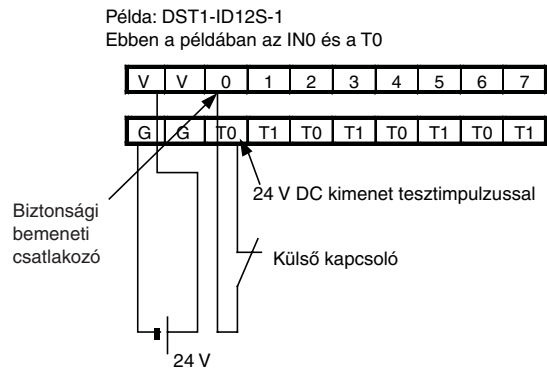 Példa: DST1-ID12S-1
Ebben a példában az IN0 és a T0
V V 0 1 2 3 4 5 6 7
G G T0 T1 T0 T1 T0 T1 T0 T1
24 V DC kimenet tesztimpulzussal
Biztonsági
bemeneti
csatlakozó
Külső kapcsoló
24 V